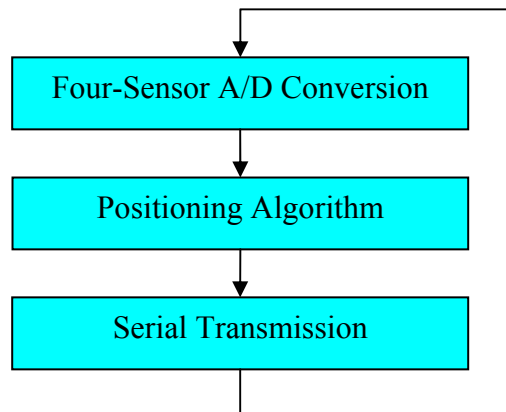 Four-Sensor A/D Conversion
Positioning Algorithm
Serial Transmission